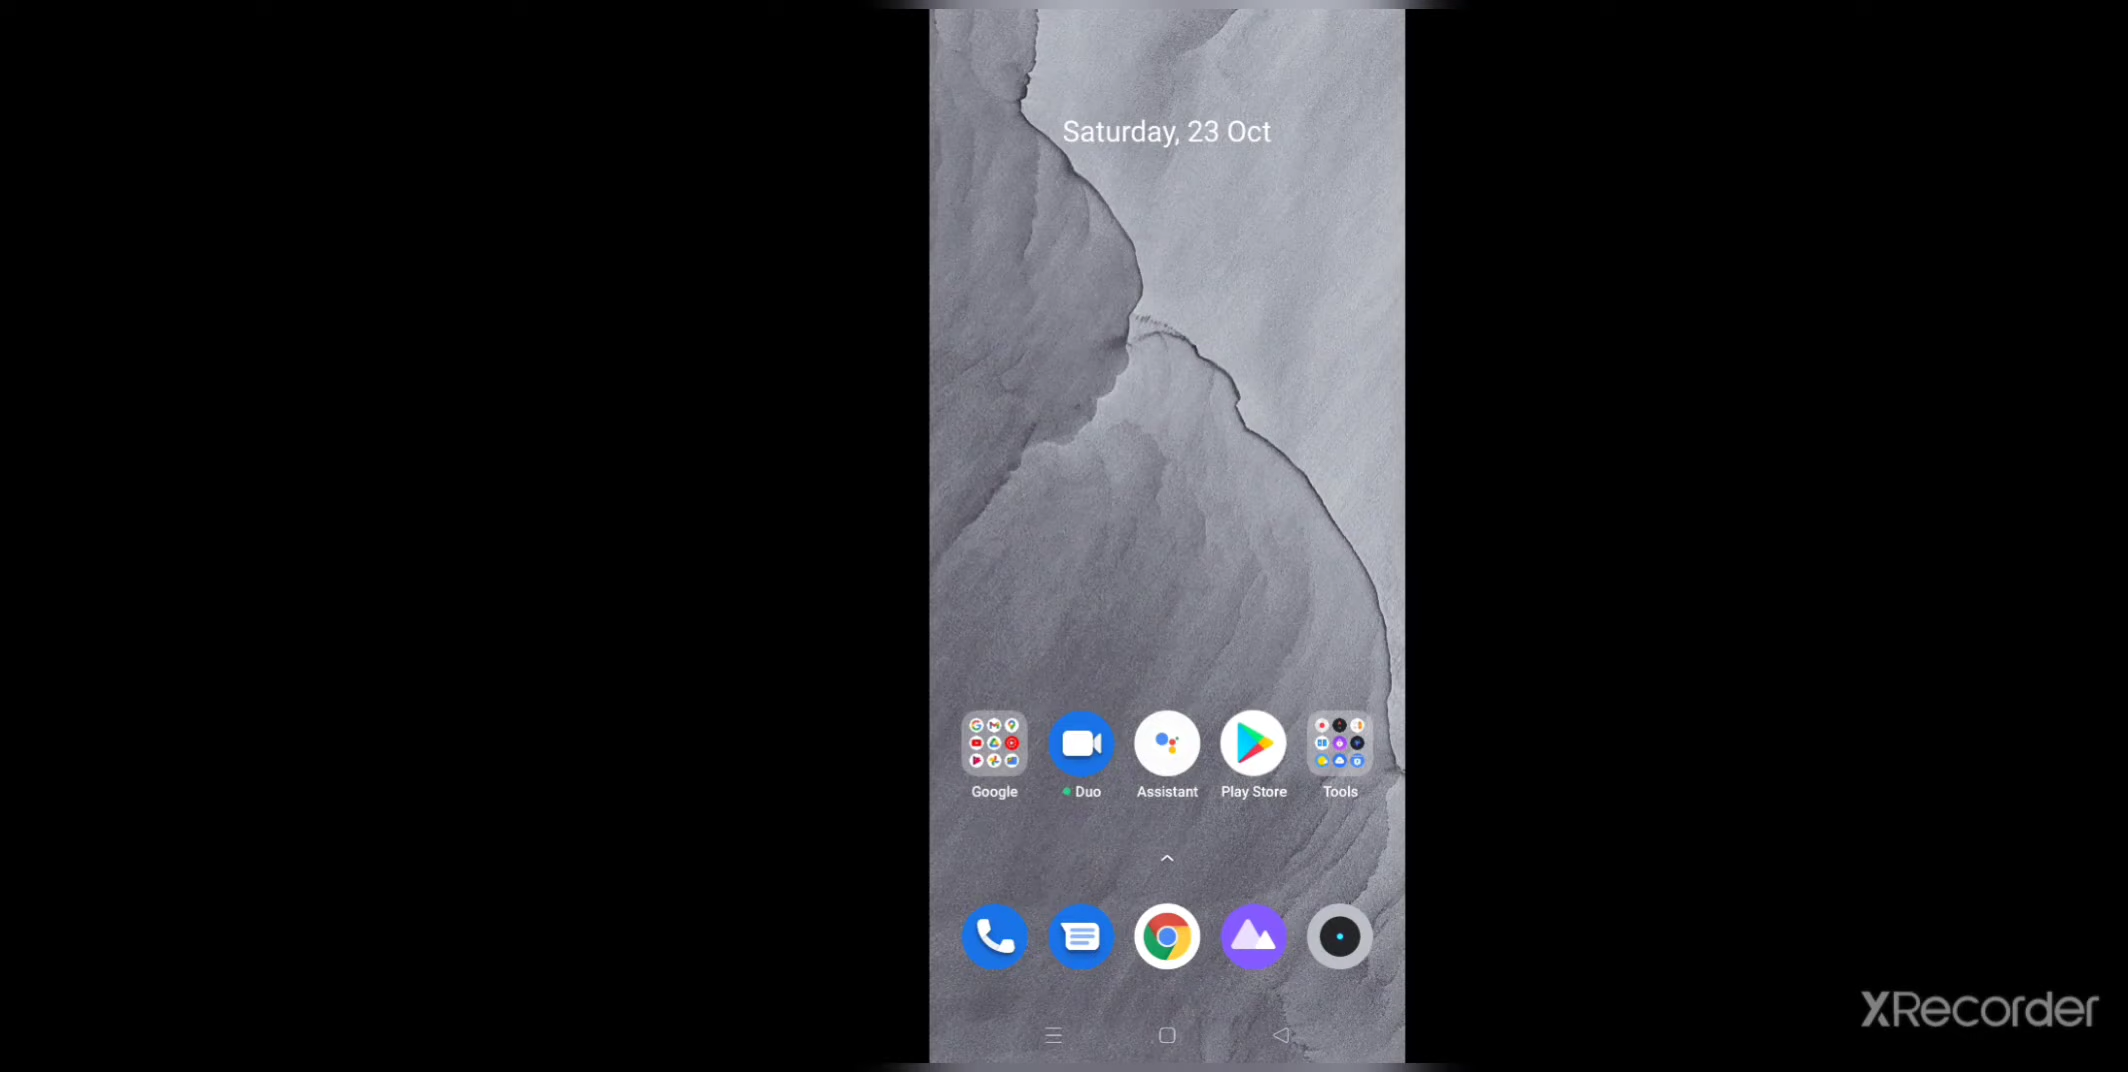 Saturday, 23 Oct
Google
Duo
Assistant
Play Store
Tools
XRecorder